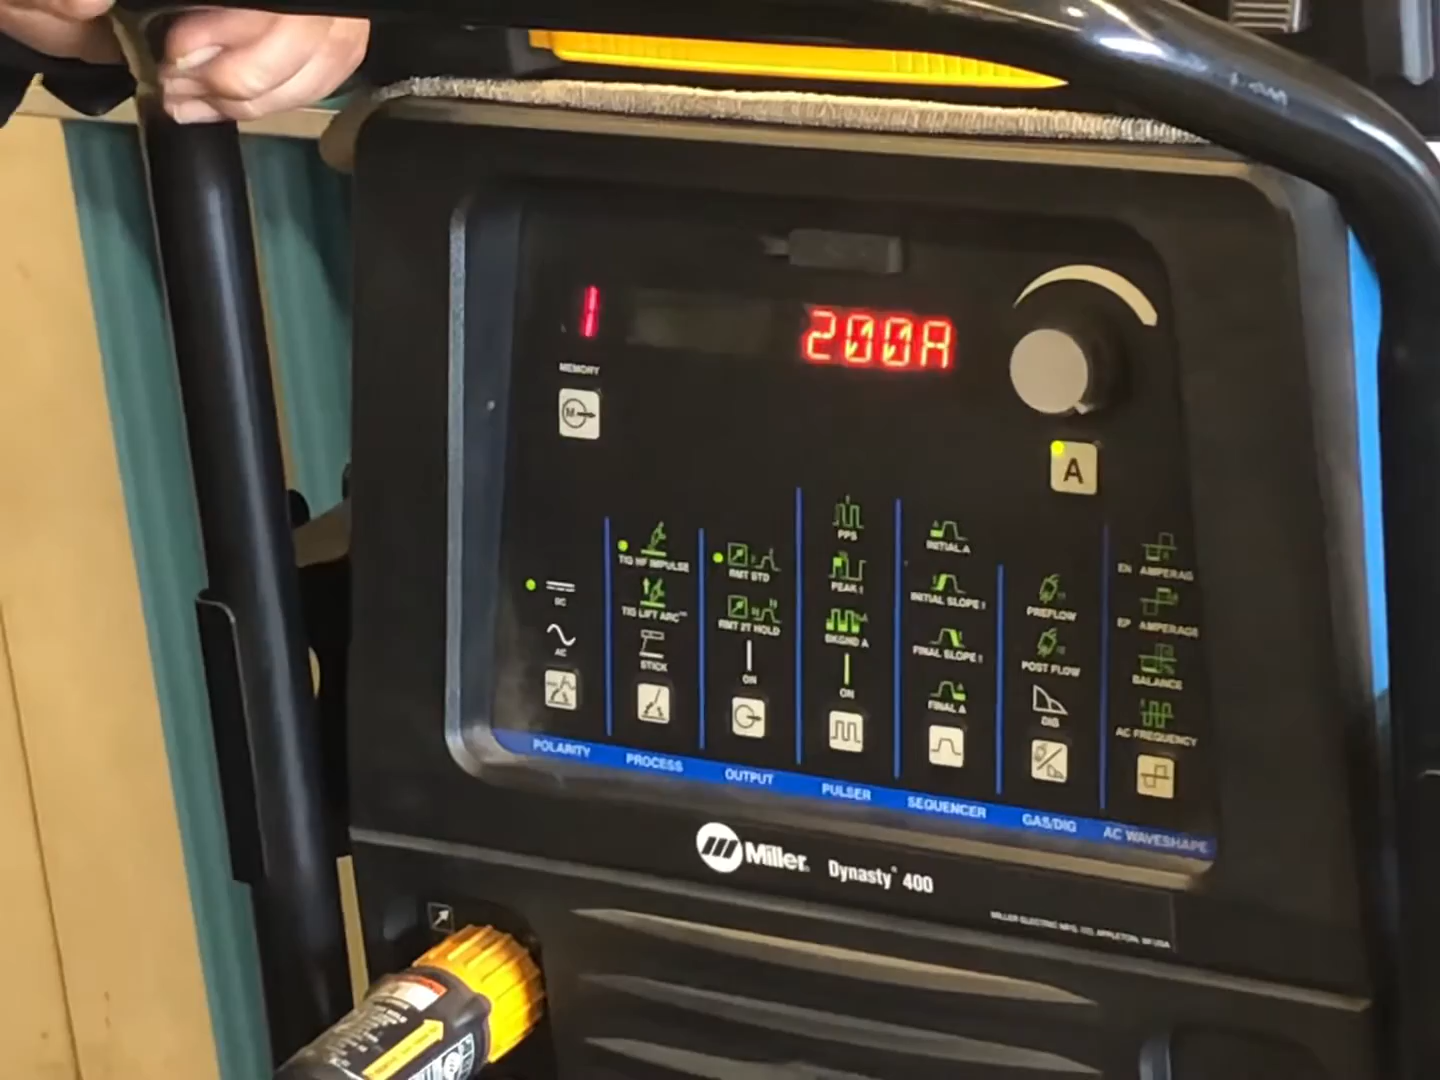 1
200A
MEMORY
M
A
DC
AC
POLARITY
TIG HF IMPULSE
TIG LIFT ARC™
STICK
PROCESS
RMT STD
RMT 2T HOLD
ON
OUTPUT
PPS
PEAK t
BKGND A
ON
PULSER
INITIAL A
INITIAL SLOPE t
FINAL SLOPE t
FINAL A
SEQUENCER
PREFLOW
POST FLOW
DIG
GAS/DIG
EN AMPERAGE
EP AMPERAGE
BALANCE
AC FREQUENCY
AC WAVESHAPE
Miller® Dynasty® 400
MILLER ELECTRIC MFG. CO., APPLETON, WI USA